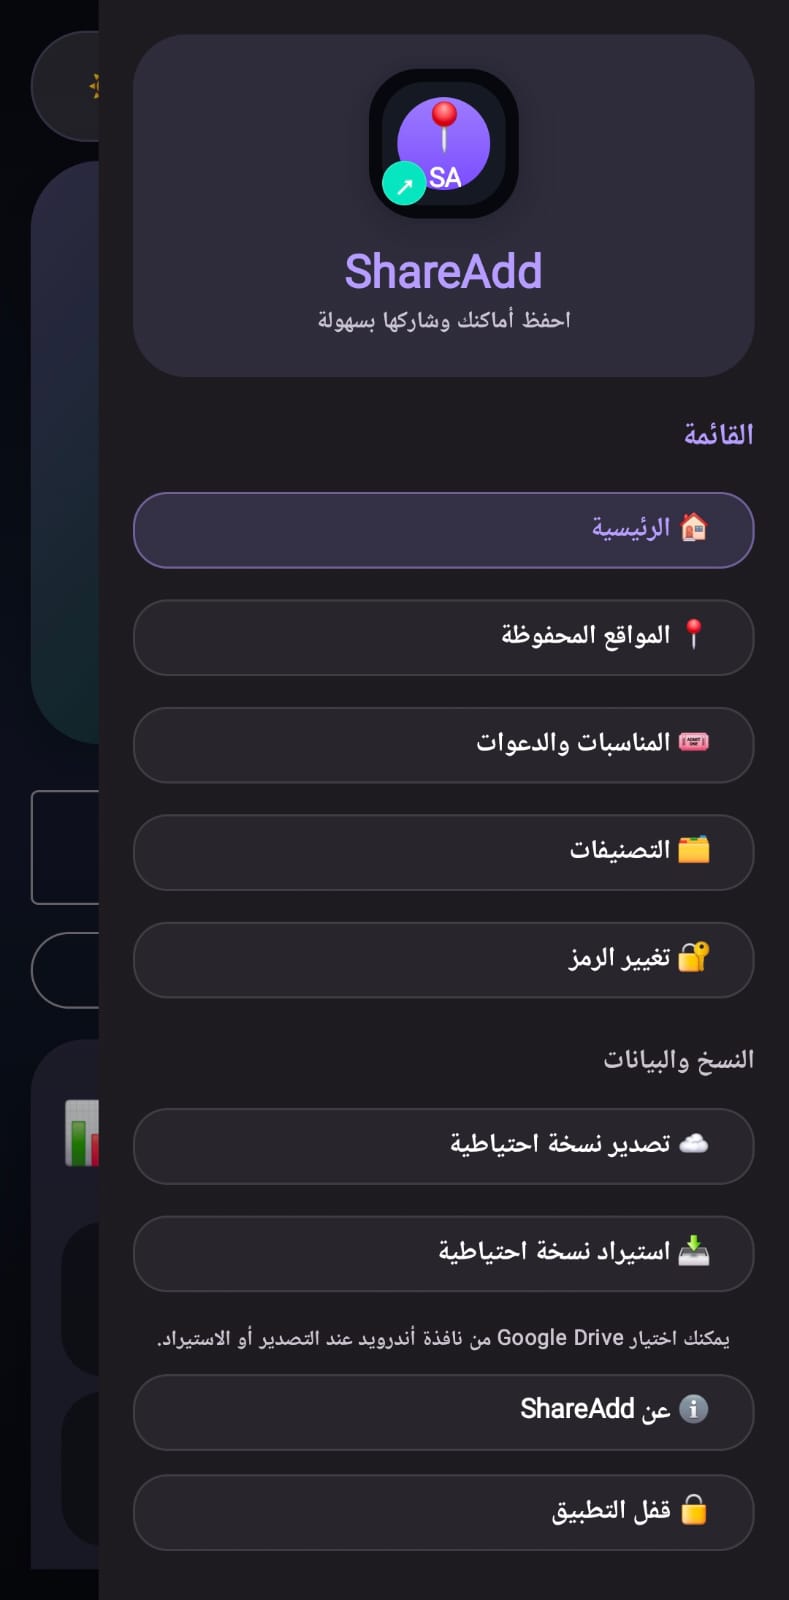 SA
ShareAdd
احفظ أماكنك وشاركها بسهولة
القائمة
الرئيسية
المواقع المحفوظة
المناسبات والدعوات
التصنيفات
تغيير الرمز
النسخ والبيانات
تصدير نسخة احتياطية
استيراد نسخة احتياطية
يمكنك اختيار Google Drive من نافذة أندرويد عند التصدير أو الاستيراد.
عن ShareAdd
قفل التطبيق